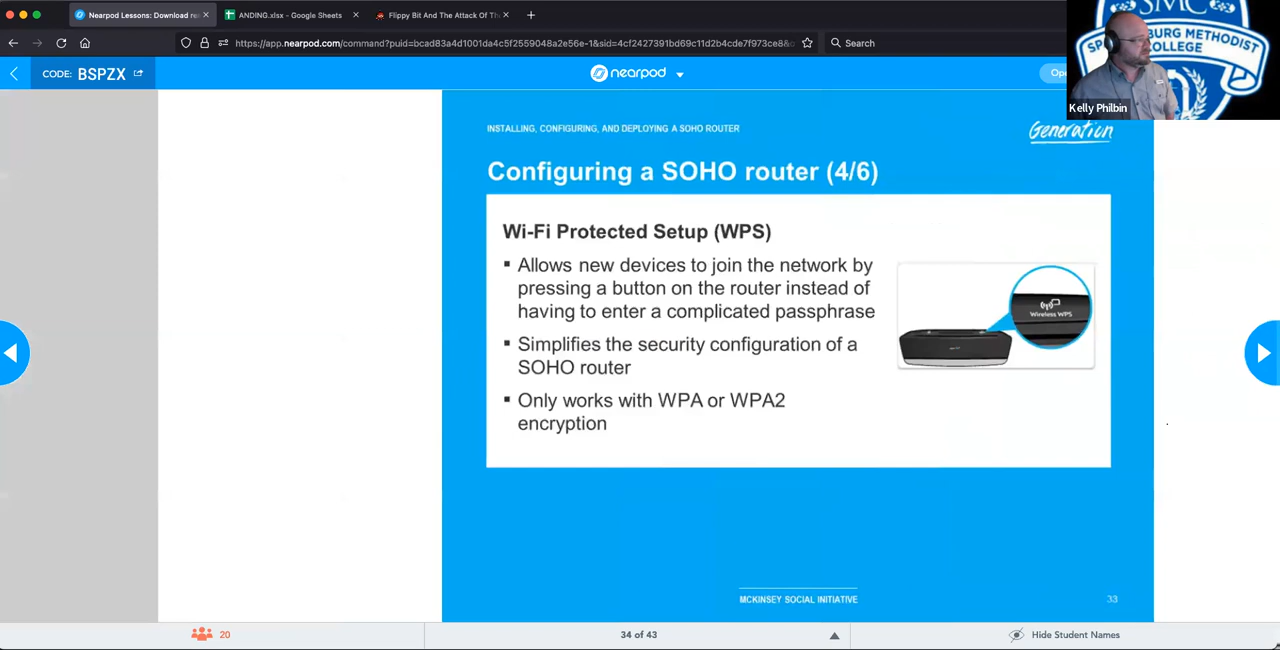 Nearpod Lessons: Download re
ANDING.xlsx - Google Sheets
Flippy Bit And The Attack Of Th
https://app.nearpod.com/command?puid=bcad83a4d1001da4c5f2559048a2e56e-1&sid=4cf2427391bd69c11d2b4cde7f973ce8&
Search
CODE: BSPZX
nearpod
Kelly Philbin
SMC
METHODIST
COLLEGE
INSTALLING, CONFIGURING, AND DEPLOYING A SOHO ROUTER
Generation
Configuring a SOHO router (4/6)
Wi-Fi Protected Setup (WPS)
▪ Allows new devices to join the network by
pressing a button on the router instead of
having to enter a complicated passphrase
▪ Simplifies the security configuration of a
SOHO router
▪ Only works with WPA or WPA2
encryption
Wireless WPS
MCKINSEY SOCIAL INITIATIVE
33
20
34 of 43
Hide Student Names